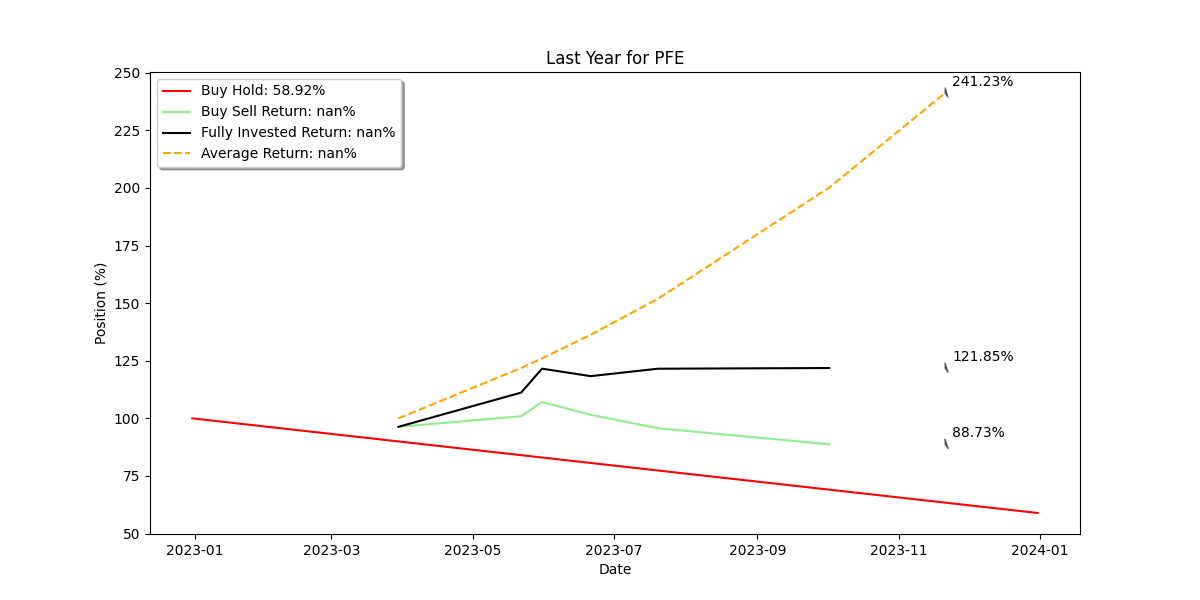 Last Year for PFE
250
225
200
175
150
125
100
75
50
Position (%)
Buy Hold: 58.92%
Buy Sell Return: nan%
Fully Invested Return: nan%
Average Return: nan%
241.23%
121.85%
88.73%
2023-01
2023-03
2023-05
2023-07
2023-09
2023-11
2024-01
Date